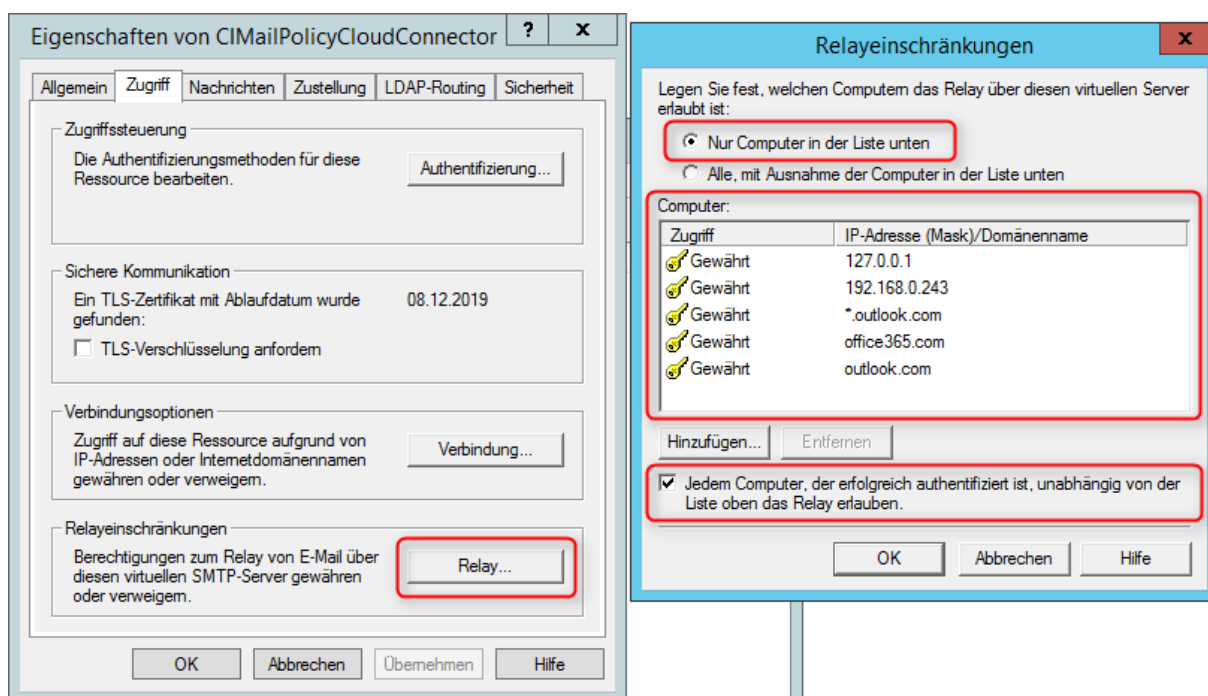 Eigenschaften von CIMailPolicyCloudConnector
?
x
Allgemein
Zugriff
Nachrichten
Zustellung
LDAP-Routing
Sicherheit
Zugriffssteuerung
Die Authentifizierungsmethoden für diese
Ressource bearbeiten.
Authentifizierung...
Sichere Kommunikation
Ein TLS-Zertifikat mit Ablaufdatum wurde
gefunden:
08.12.2019
TLS-Verschlüsselung anfordern
Verbindungsoptionen
Zugriff auf diese Ressource aufgrund von
IP-Adressen oder Internetdomänennamen
gewähren oder verweigern.
Verbindung...
Relayeinschränkungen
Berechtigungen zum Relay von E-Mail über
diesen virtuellen SMTP-Server gewähren
oder verweigern.
Relay...
OK
Abbrechen
Übernehmen
Hilfe
Relayeinschränkungen
x
Legen Sie fest, welchen Computern das Relay über diesen virtuellen Server
erlaubt ist:
Nur Computer in der Liste unten
Alle, mit Ausnahme der Computer in der Liste unten
Computer:
Zugriff IP-Adresse (Mask)/Domänenname
Gewährt 127.0.0.1
Gewährt 192.168.0.243
Gewährt *.outlook.com
Gewährt office365.com
Gewährt outlook.com
Hinzufügen...
Entfernen
Jedem Computer, der erfolgreich authentifiziert ist, unabhängig von der
Liste oben das Relay erlauben.
OK
Abbrechen
Hilfe